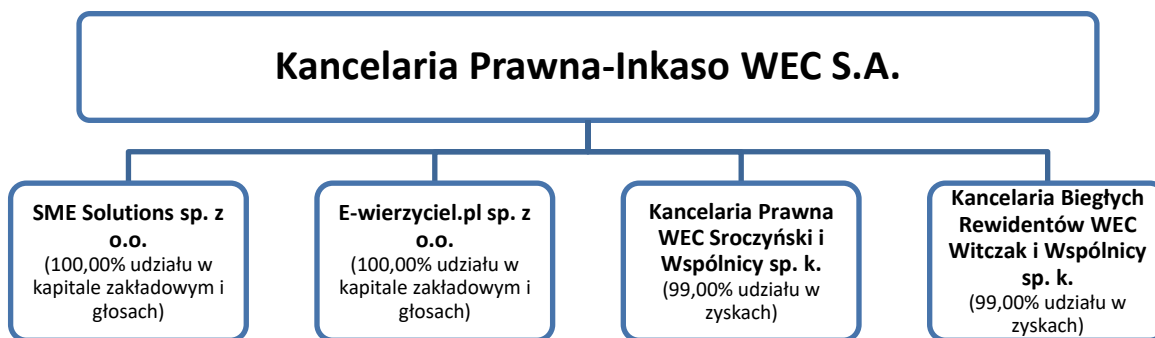 Kancelaria Prawna-Inkaso WEC S.A.
SME Solutions sp. z
o.o.
(100,00% udziału w
kapitale zakładowym i
głosach)
E-wierzyciel.pl sp. z
o.o.
(100,00% udziału w
kapitale zakładowym i
głosach)
Kancelaria Prawna
WEC Sroczyński i
Wspólnicy sp. k.
(99,00% udziału w
zyskach)
Kancelaria Biegłych
Rewidentów WEC
Witczak i Wspólnicy
sp. k.
(99,00% udziału w
zyskach)